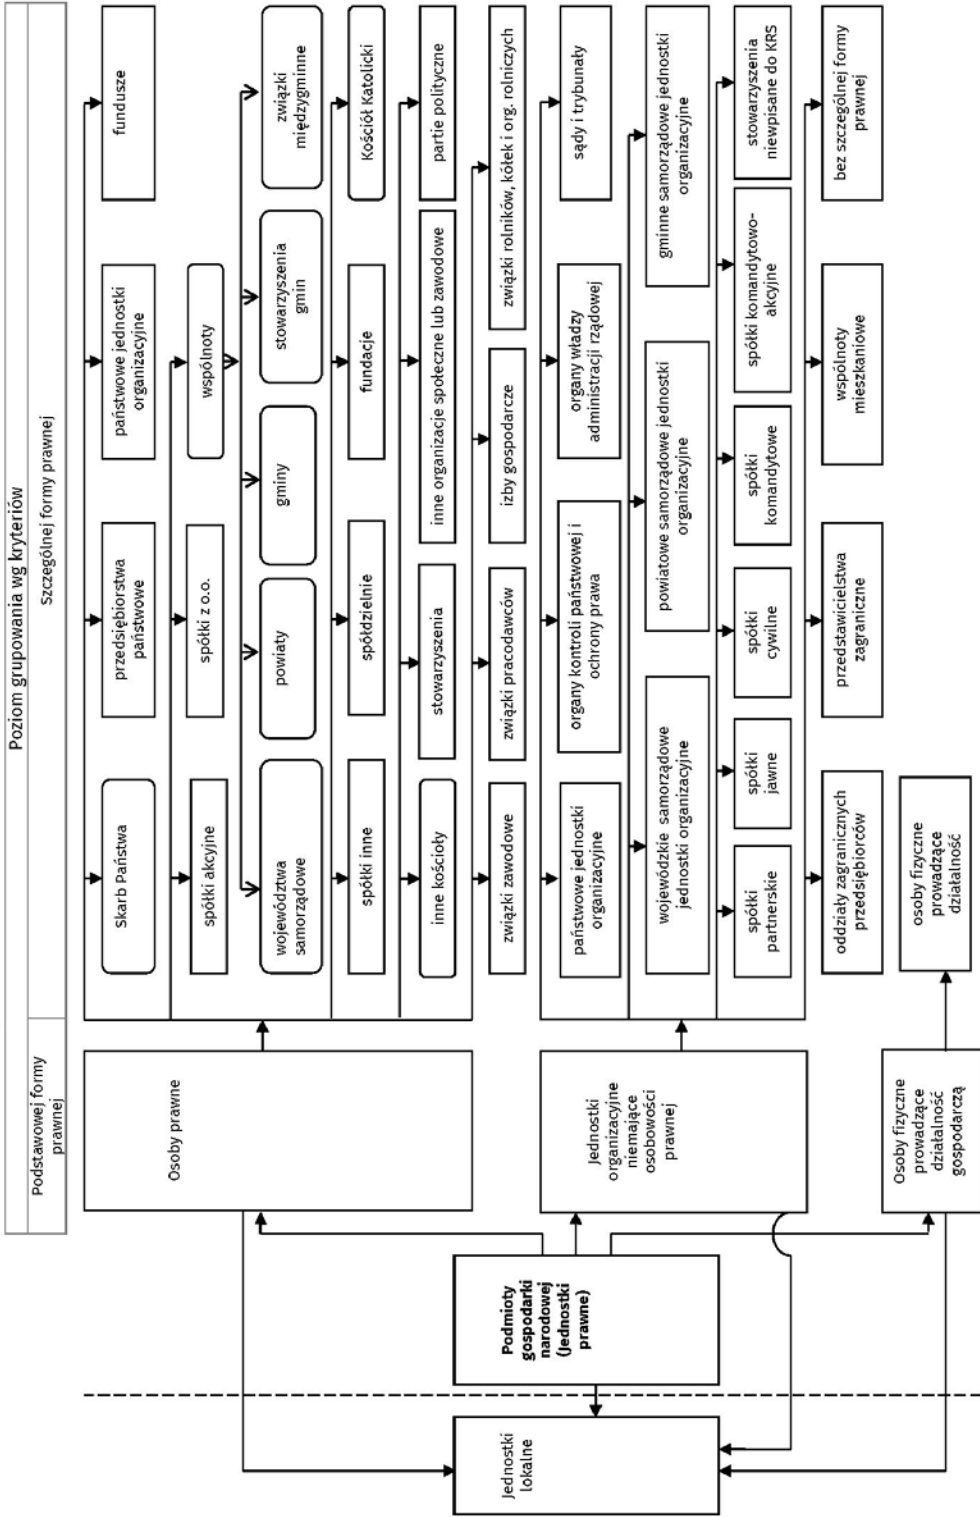 Poziom grupowania wg kryteriów
Podstawowej formy
prawnej
Szczególnej formy prawnej
Jednostki
lokalne
Podmioty
gospodarki
narodowej
(Jednostki
prawne)
Osoby prawne
Skarb Państwa
przedsiębiorstwa
państwowe
państwowe jednostki
organizacyjne
fundusze
spółki akcyjne
spółki z o.o.
wspólnoty
województwa
samorządowe
powiaty
gminy
stowarzyszenia
gmin
związki
międzygminne
spółki inne
spółdzielnie
fundacje
Kościół Katolicki
inne kościoły
stowarzyszenia
inne organizacje społeczne lub zawodowe
partie polityczne
związki zawodowe
związki pracodawców
izby gospodarcze
związki rolników, kółek i org. rolniczych
Jednostki
organizacyjne
niemające
osobowości
prawnej
państwowe jednostki
organizacyjne
organy kontroli państwowej i
ochrony prawa
organy władzy
administracji rządowej
sądy i trybunały
wojewódzkie samorządowe
jednostki organizacyjne
powiatowe samorządowe jednostki
organizacyjne
gminne samorządowe jednostki
organizacyjne
spółki
partnerskie
spółki
jawne
spółki
cywilne
spółki
komandytowe
spółki komandytowo-
akcyjne
stowarzyszenia
niewpisane do KRS
oddziały zagranicznych
przedsiębiorców
przedstawicielstwa
zagraniczne
wspólnoty
mieszkaniowe
bez szczególnej formy
prawnej
Osoby fizyczne
prowadzące
działalność
gospodarczą
osoby fizyczne
prowadzące
działalność